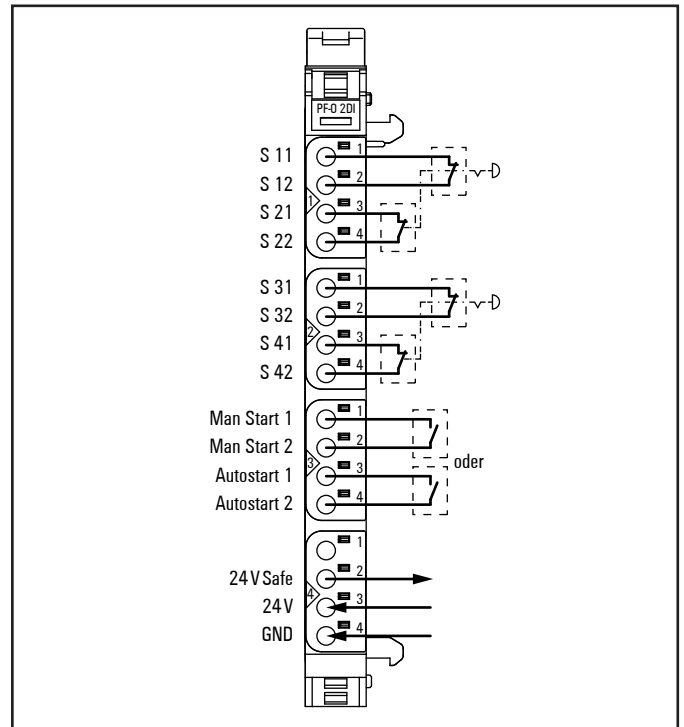 PF-O 2DI
S 11 1
S 12 2
1
S 21 3
S 22 4
S 31 1
S 32 2
2
S 41 3
S 42 4
Man Start 1 1
Man Start 2 2
3 oder
Autostart 1 3
Autostart 2 4
1
24 V Safe 2
4
24 V 3
GND 4